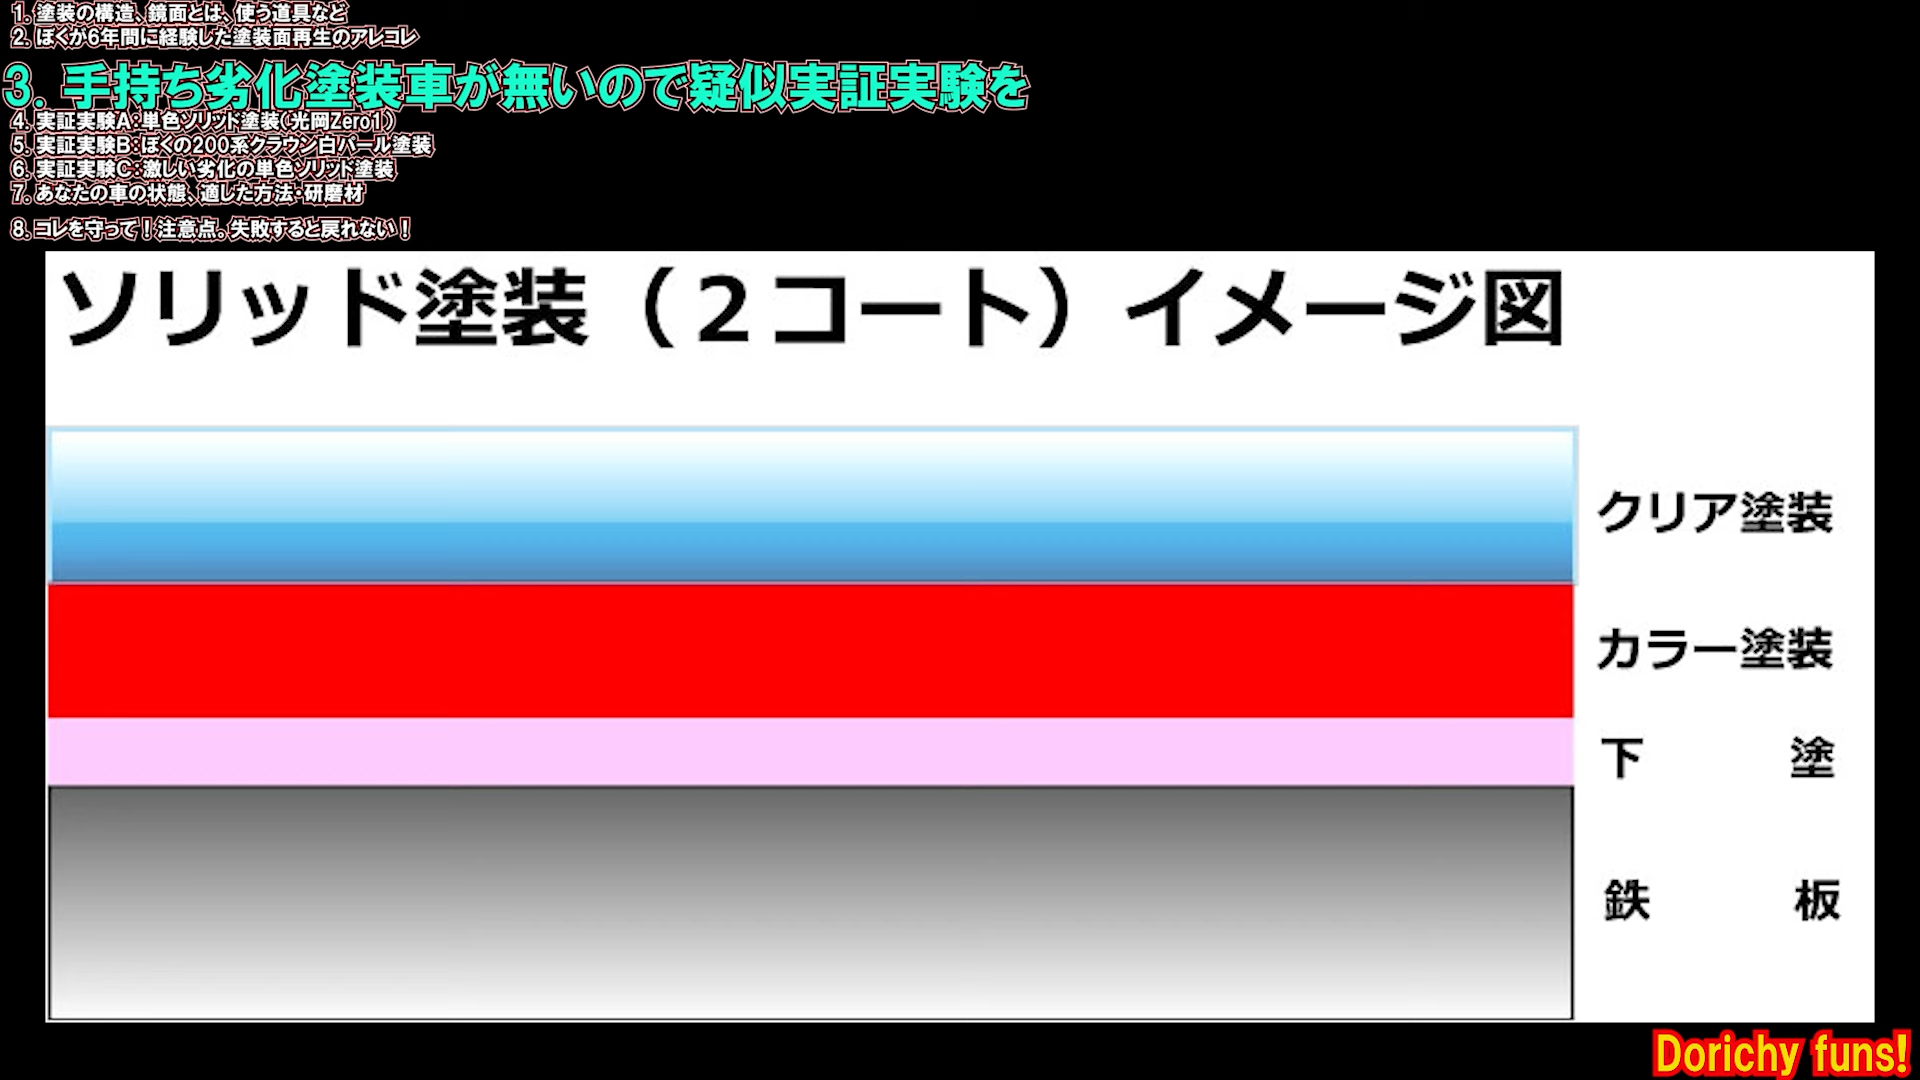 1. 塗装の構造、鏡面とは、使う道具など
2. ぼくが6年間に経験した塗装面再生のアレコレ
3. 手持ち劣化塗装車が無いので疑似実証実験を
4. 実証実験A:単色ソリッド塗装(光岡Zero1)
5. 実証実験B:ぼくの200系クラウン白パール塗装
6. 実証実験C:激しい劣化の単色ソリッド塗装
7. あなたの車の状態、適した方法・研磨材
8. コレを守って!注意点。失敗すると戻れない!
ソリッド塗装(2コート)イメージ図
クリア塗装
カラー塗装
下 塗
鉄 板
Dorichy funs!